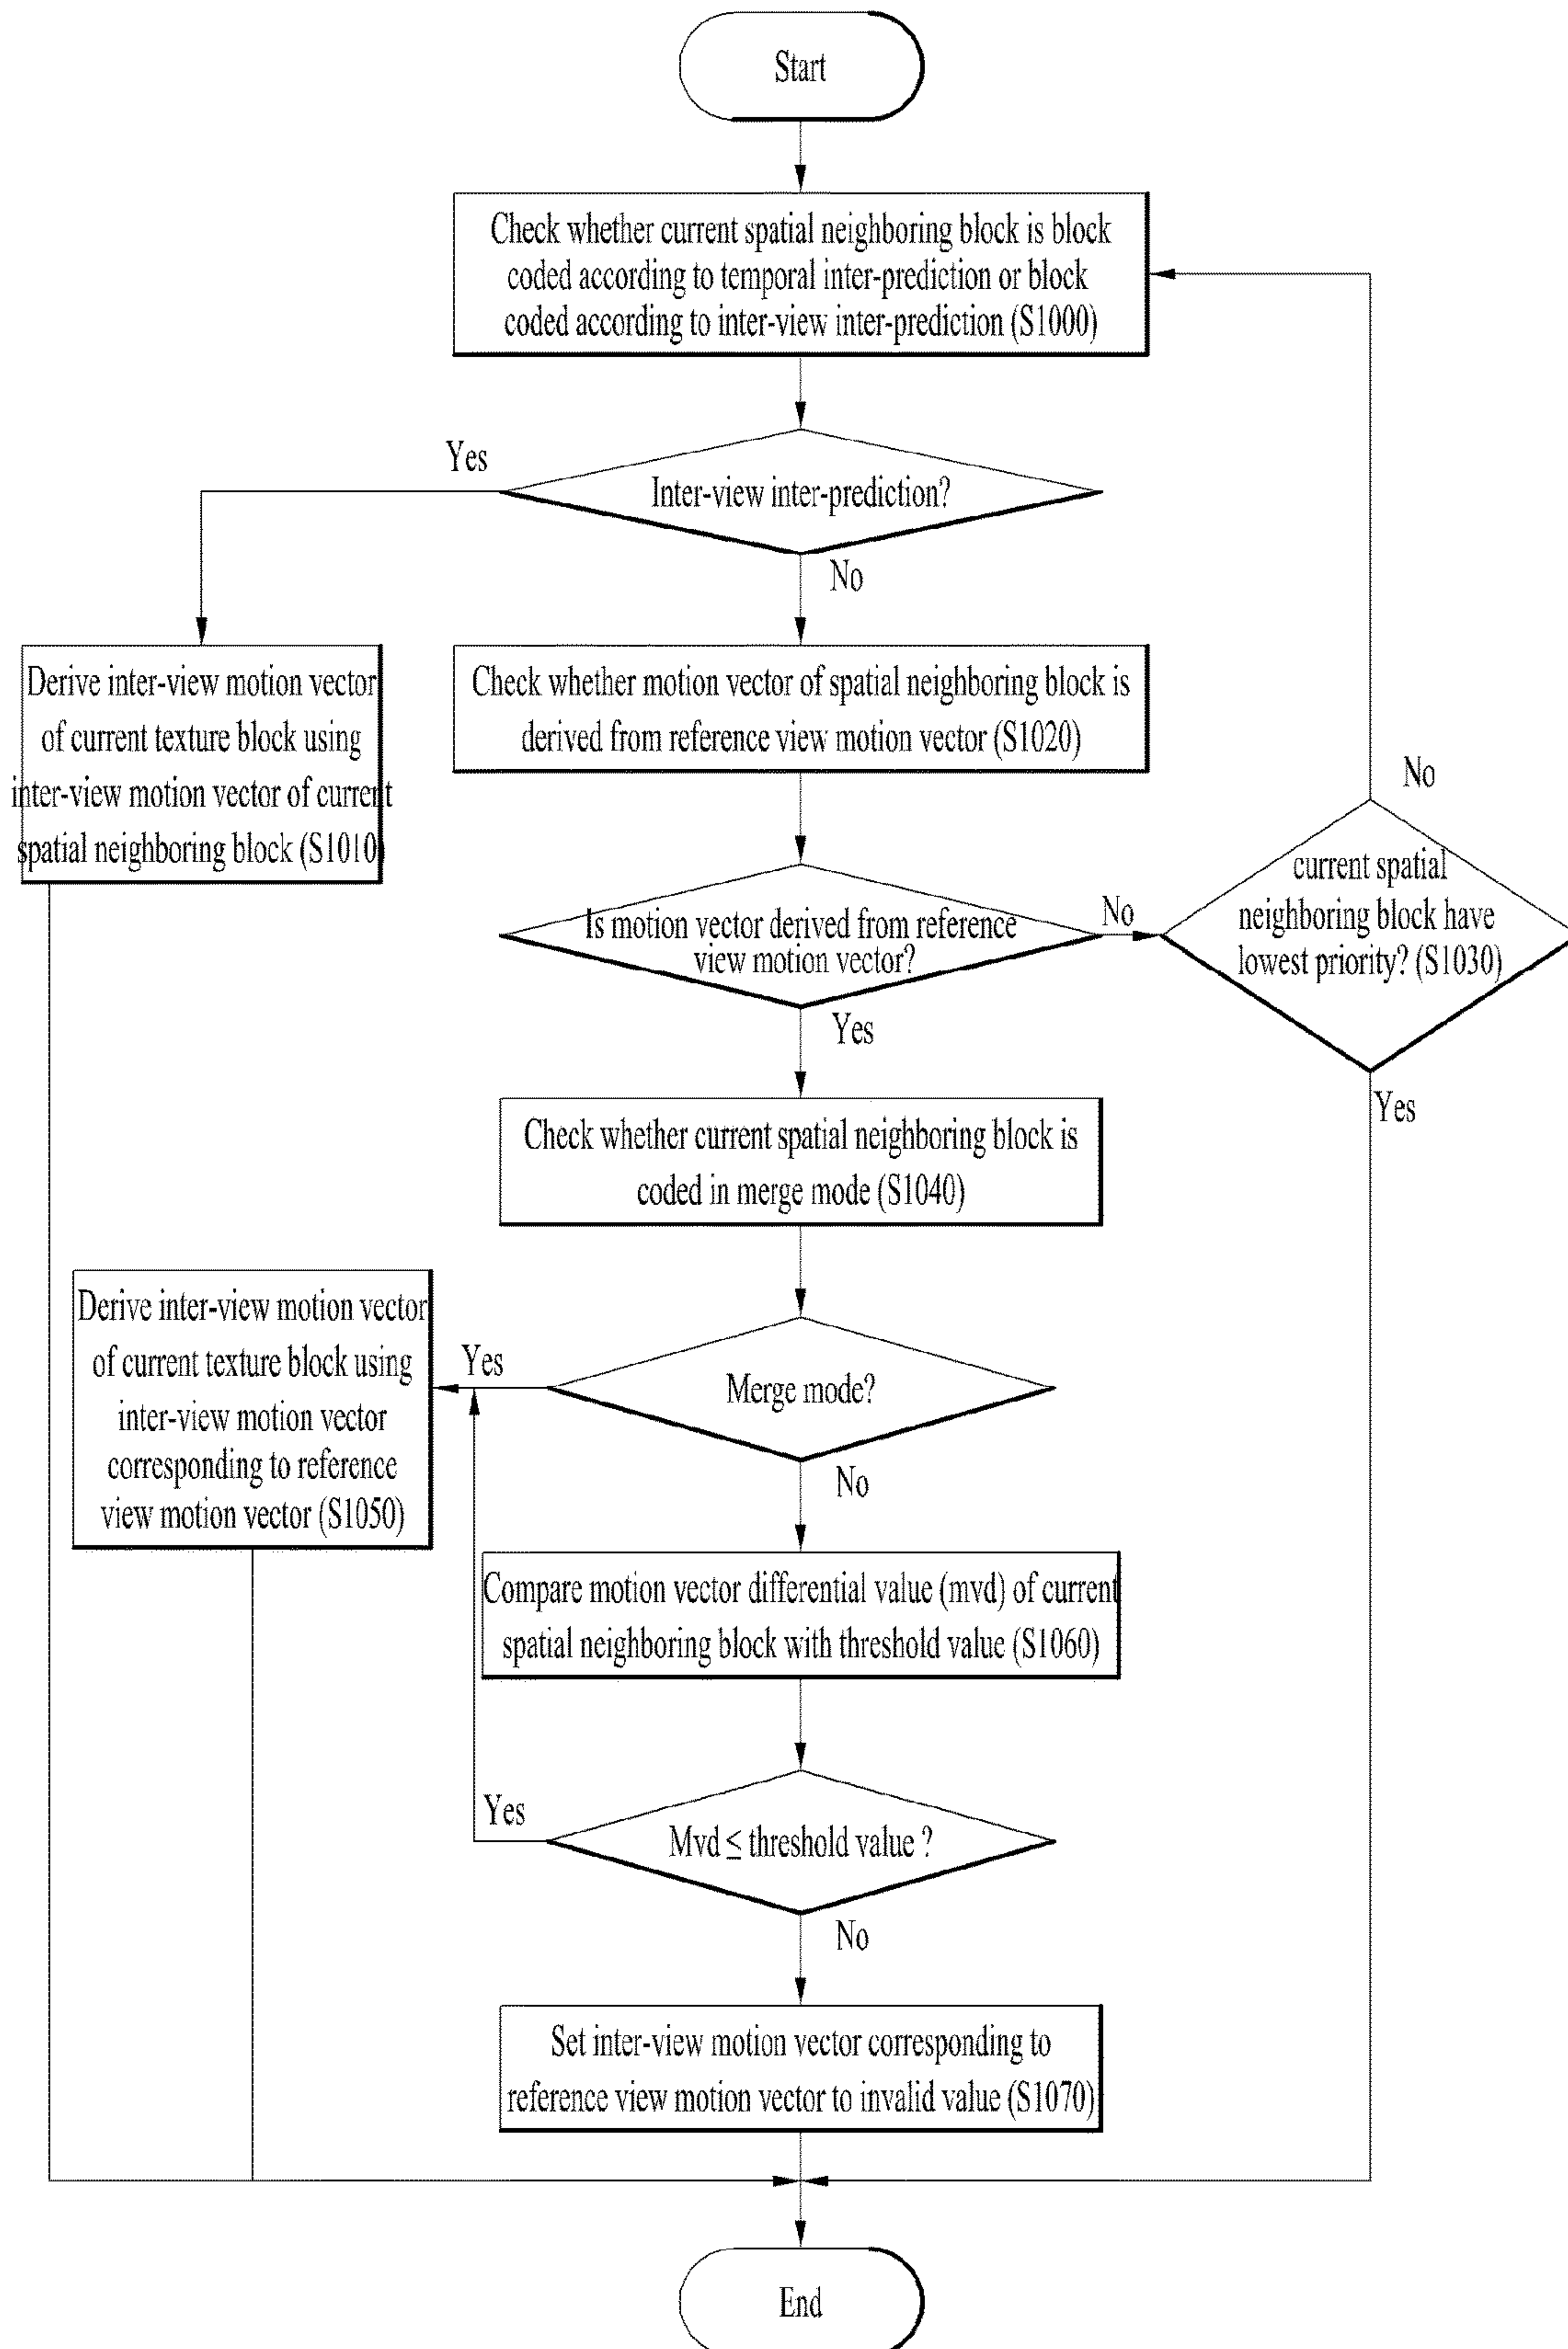 Start
Check whether current spatial neighboring block is block
coded according to temporal inter-prediction or block
coded according to inter-view inter-prediction (S1000)
Yes
Inter-view inter-prediction?
No
Derive inter-view motion vector
of current texture block using
inter-view motion vector of current
spatial neighboring block (S1010)
Check whether motion vector of spatial neighboring block is
derived from reference view motion vector (S1020)
No
current spatial
neighboring block have
lowest priority? (S1030)
Is motion vector derived from reference
view motion vector?
No
Yes
Yes
Check whether current spatial neighboring block is
coded in merge mode (S1040)
Derive inter-view motion vector
of current texture block using
inter-view motion vector
corresponding to reference
view motion vector (S1050)
Yes
Merge mode?
No
Compare motion vector differential value (mvd) of current
spatial neighboring block with threshold value (S1060)
Yes
Mvd ≤ threshold value ?
No
Set inter-view motion vector corresponding to
reference view motion vector to invalid value (S1070)
End